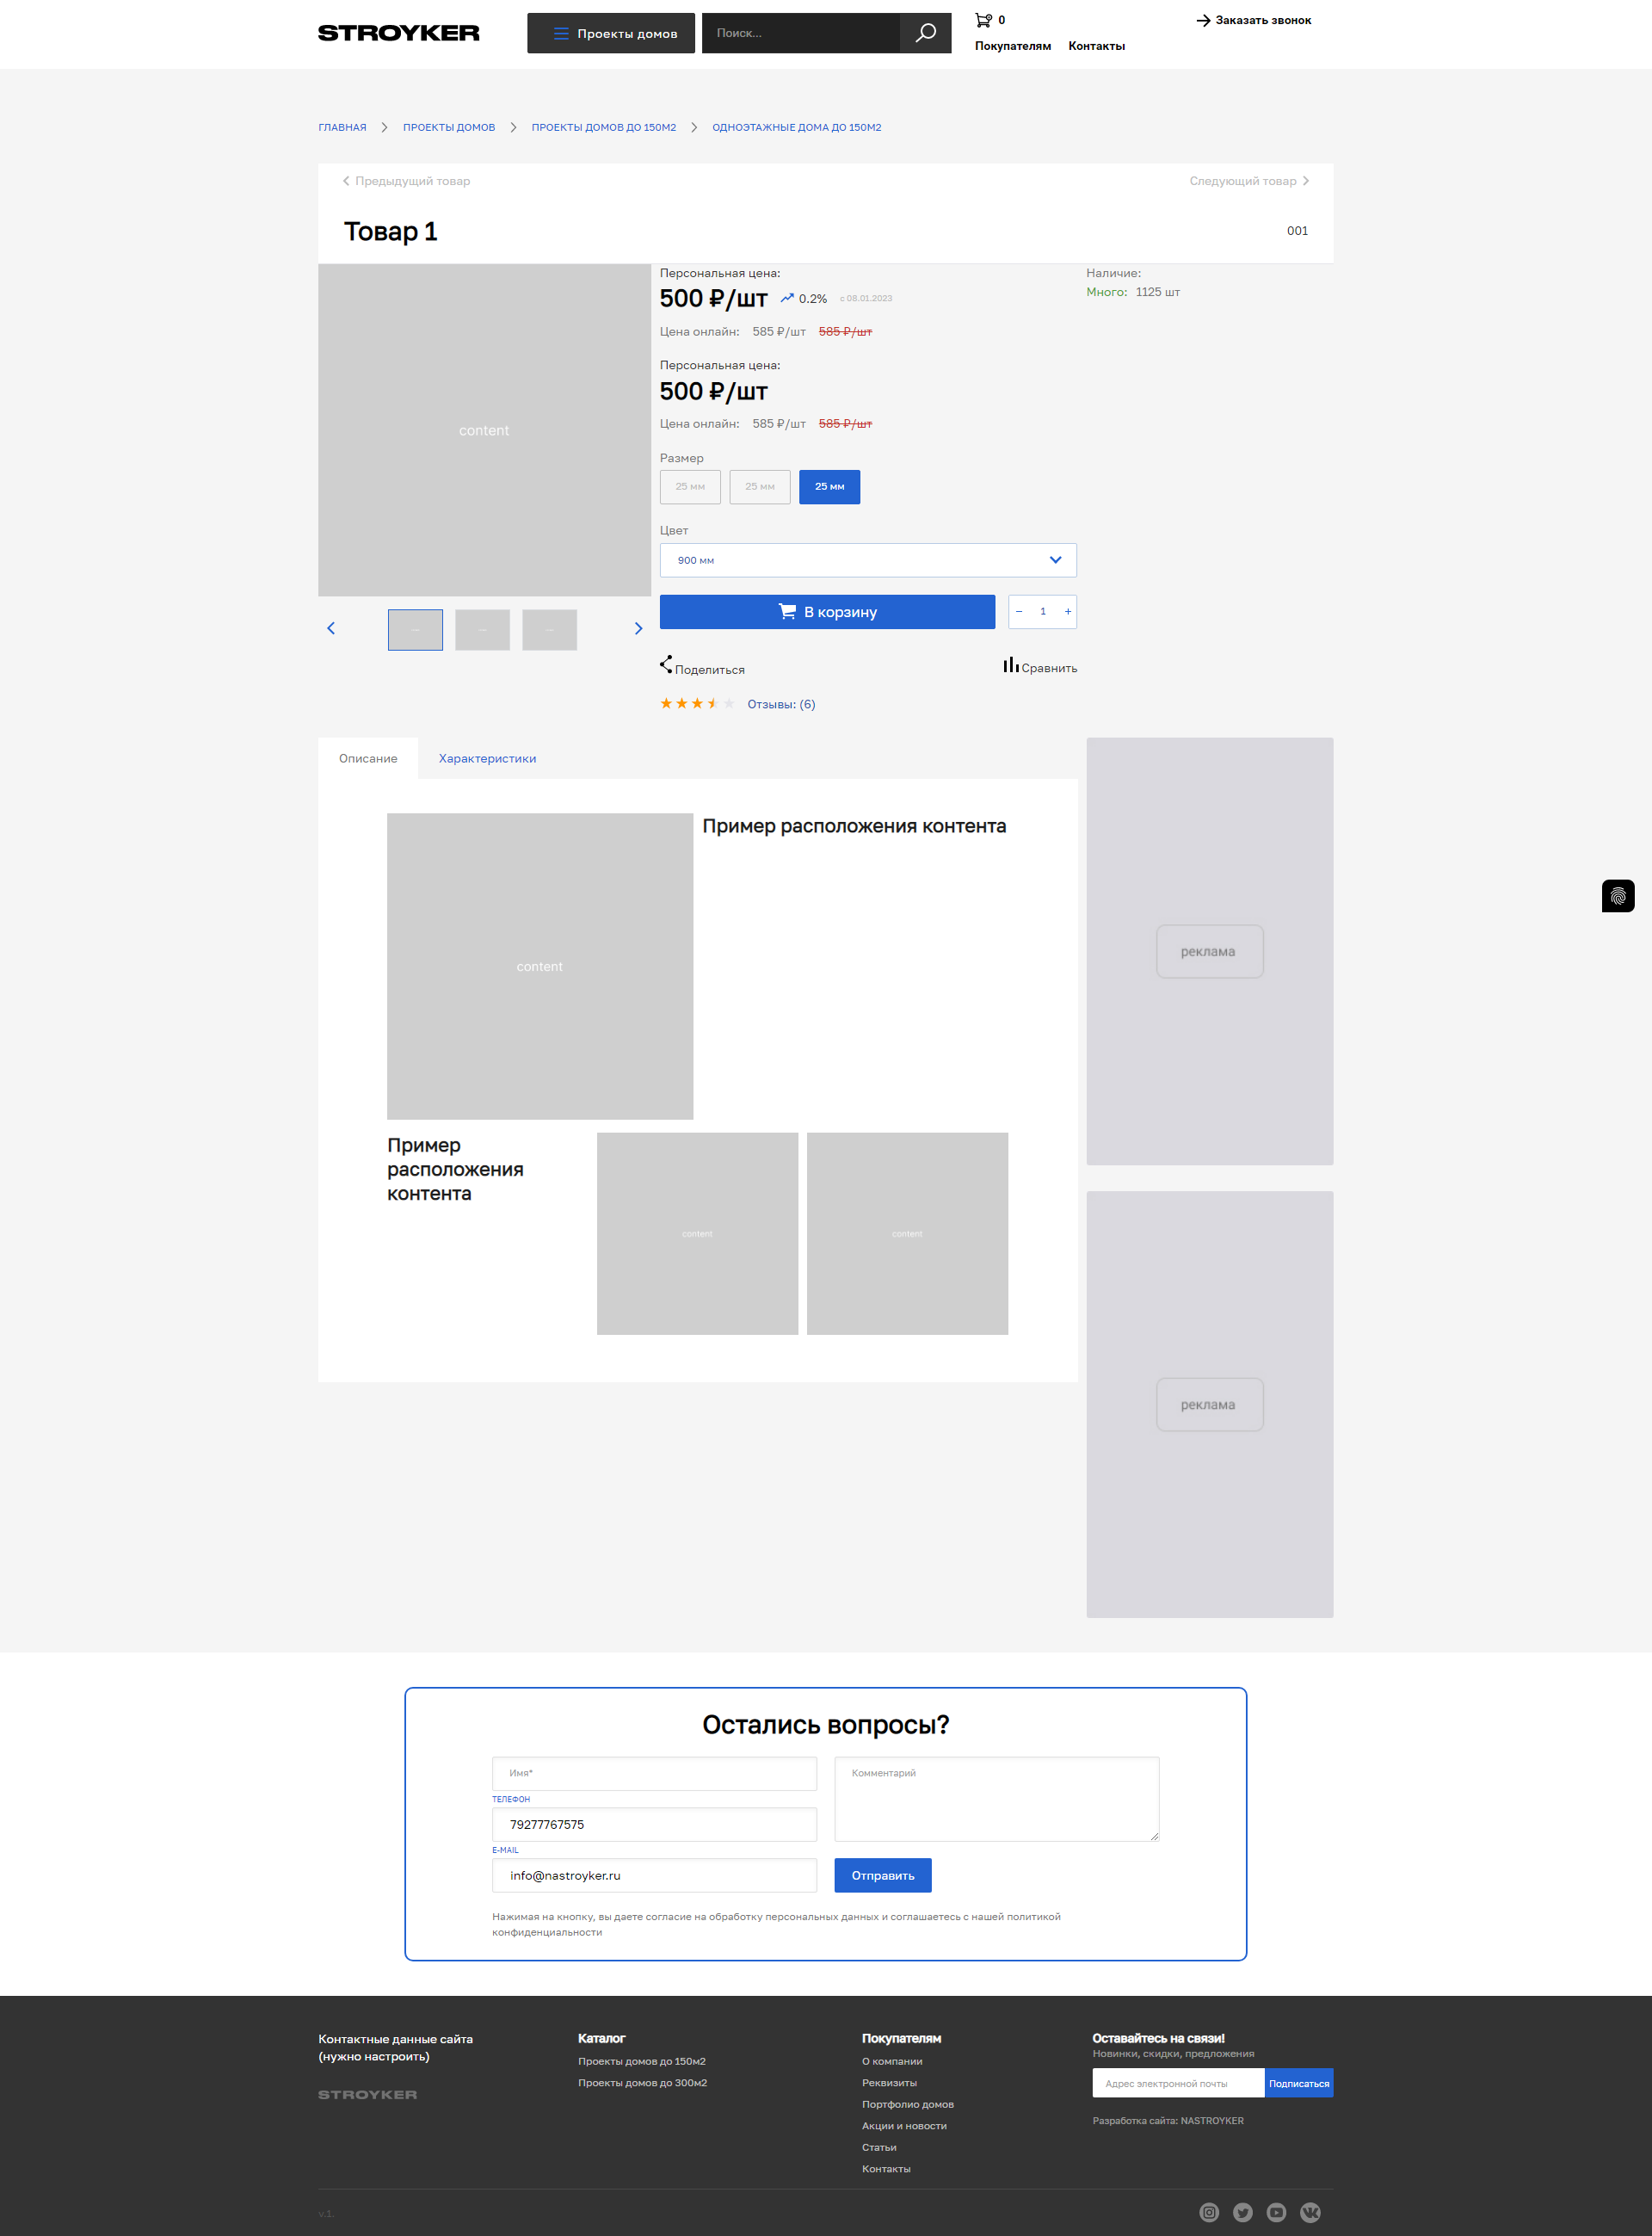 STROYKER
Проекты домов
Поиск...
0
Заказать звонок
Покупателям
Контакты
ГЛАВНАЯ
ПРОЕКТЫ ДОМОВ
ПРОЕКТЫ ДОМОВ ДО 150М2
ОДНОЭТАЖНЫЕ ДОМА ДО 150М2
Предыдущий товар
Следующий товар
Товар 1
001
content
Персональная цена:
500 ₽/шт
0.2%
с 08.01.2023
Цена онлайн: 585 ₽/шт 585 ₽/шт
Персональная цена:
500 ₽/шт
Цена онлайн: 585 ₽/шт 585 ₽/шт
Наличие:
Много: 1125 шт
Размер
25 мм
25 мм
25 мм
Цвет
900 мм
В корзину
− 1 +
Поделиться
Сравнить
Отзывы: (6)
Описание
Характеристики
content
Пример расположения контента
Пример
расположения
контента
content
content
реклама
реклама
Остались вопросы?
Имя*
ТЕЛЕФОН
79277767575
E-MAIL
info@nastroyker.ru
Комментарий
Отправить
Нажимая на кнопку, вы даете согласие на обработку персональных данных и соглашаетесь с нашей политикой
конфиденциальности
Контактные данные сайта
(нужно настроить)
STROYKER
Каталог
Проекты домов до 150м2
Проекты домов до 300м2
Покупателям
О компании
Реквизиты
Портфолио домов
Акции и новости
Статьи
Контакты
Оставайтесь на связи!
Новинки, скидки, предложения
Адрес электронной почты
Подписаться
Разработка сайта: NASTROYKER
v.1.